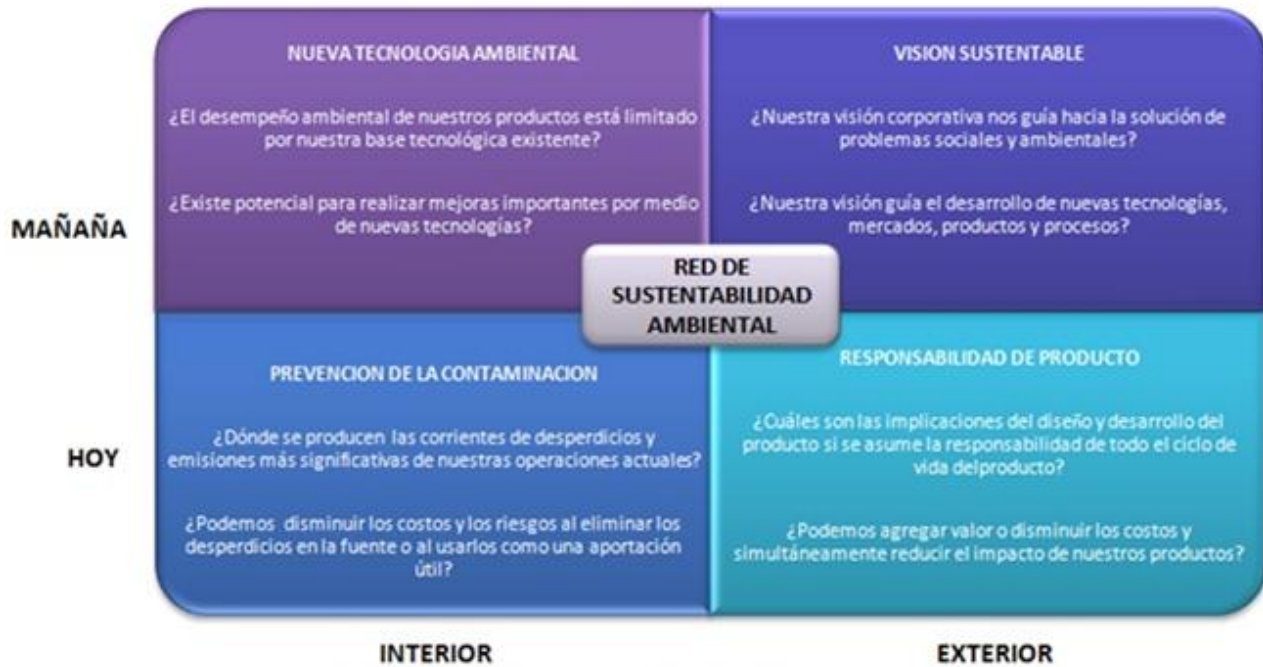 NUEVA TECNOLOGIA AMBIENTAL
¿El desempeño ambiental de nuestros productos está limitado
por nuestra base tecnológica existente?
¿Existe potencial para realizar mejoras importantes por medio
de nuevas tecnologías?
VISION SUSTENTABLE
¿Nuestra visión corporativa nos guía hacia la solución de
problemas sociales y ambientales?
¿Nuestra visión guía el desarrollo de nuevas tecnologías,
mercados, productos y procesos?
MAÑAÑA
RED DE
SUSTENTABILIDAD
AMBIENTAL
HOY
PREVENCION DE LA CONTAMINACION
¿Dónde se producen las corrientes de desperdicios y
emisiones más significativas de nuestras operaciones actuales?
¿Podemos disminuir los costos y los riesgos al eliminar los
desperdicios en la fuente o al usarlos como una aportación
útil?
RESPONSABILIDAD DE PRODUCTO
¿Cuáles son las implicaciones del diseño y desarrollo del
producto si se asume la responsabilidad de todo el ciclo de
vida delproducto?
¿Podemos agregar valor o disminuir los costos y
simultáneamente reducir el impacto de nuestros productos?
INTERIOR
EXTERIOR